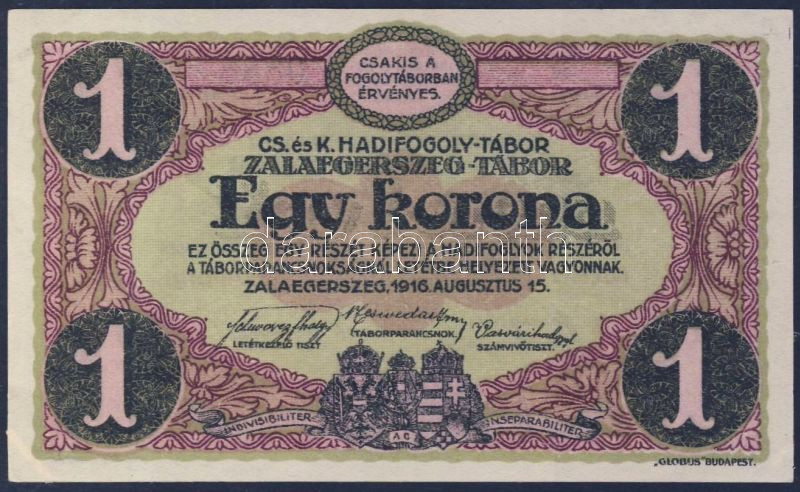 1
1
CSAKIS A
FOGOLYTÁBORBAN
ÉRVÉNYES.
CS. és K. HADIFOGOLY-TÁBOR
ZALAEGERSZEG-TÁBOR
Egy korona
darabanth
EZ ÖSSZEG EGY RÉSZÉT KÉPEZI A HADIFOGLYOK RÉSZÉRŐL
A TÁBORPARANCSNOKSÁGNÁL LETÉTBE HELYEZETT VAGYONNAK.
ZALAEGERSZEG, 1916. AUGUSZTUS 15.
LETÉTKEZELŐ TISZT
TÁBORPARANCSNOK.
SZÁMVIVŐTISZT.
1
1
INDIVISIBILITER
AC
INSEPARABILITER
„GLOBUS" BUDAPEST.